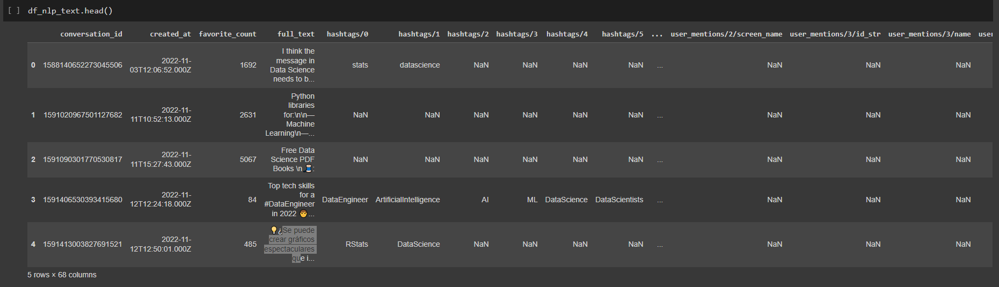 [ ] df_nlp_text.head()
conversation_id created_at favorite_count full_text hashtags/0 hashtags/1 hashtags/2 hashtags/3 hashtags/4 hashtags/5 ... user_mentions/2/screen_name user_mentions/3/id_str user_mentions/3/name user
I think the
2022-11- message in
0 1588140652273045506 1692 stats datascience NaN NaN NaN NaN ... NaN NaN NaN
03T12:06:52.000Z Data Science
needs to b...
Python
2022-11- libraries
1 1591020967501127682 2631 for:\n\n— NaN NaN NaN NaN NaN NaN ... NaN NaN NaN
11T10:52:13.000Z Machine
Learning\n—...
2022-11- Free Data
2 1591090301770530817 5067 Science PDF NaN NaN NaN NaN NaN NaN ... NaN NaN NaN
11T15:27:43.000Z Books \n🧵:
Top tech skills
2022-11- for a
3 1591406530393415680 84 DataEngineer ArtificialIntelligence AI ML DataScience DataScientists ... NaN NaN NaN
12T12:24:18.000Z #DataEngineer
in 2022 🧑...
💡¿Se puede
2022-11- crear gráficos
4 1591413003827691521 485 RStats DataScience NaN NaN NaN NaN ... NaN NaN NaN
12T12:50:01.000Z espectaculares
que i...
5 rows × 68 columns